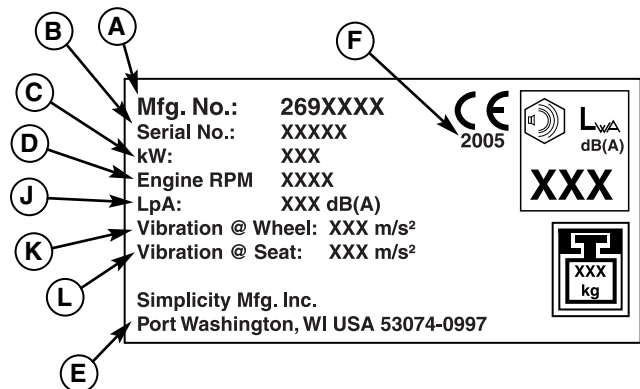 A
B
C
D
J
K
L
E
F
Mfg. No.: 269XXXX
Serial No.: XXXXX
kW: XXX
Engine RPM XXXX
LpA: XXX dB(A)
Vibration @ Wheel: XXX m/s²
Vibration @ Seat: XXX m/s²
Simplicity Mfg. Inc.
Port Washington, WI USA 53074-0997
CE
2005
LWA
dB(A)
XXX
XXX
kg